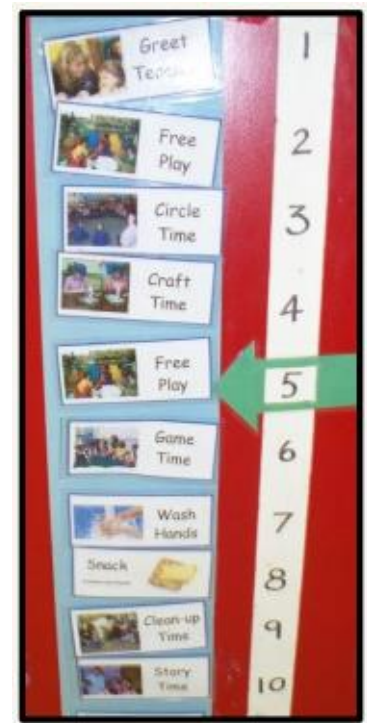 Greet
1
Free
Play
2
Circle
Time
3
Craft
Time
4
Free
Play
5
Game
Time
6
Wash
Hands
7
Snack
8
Clean-up
Time
9
Story
Time
10